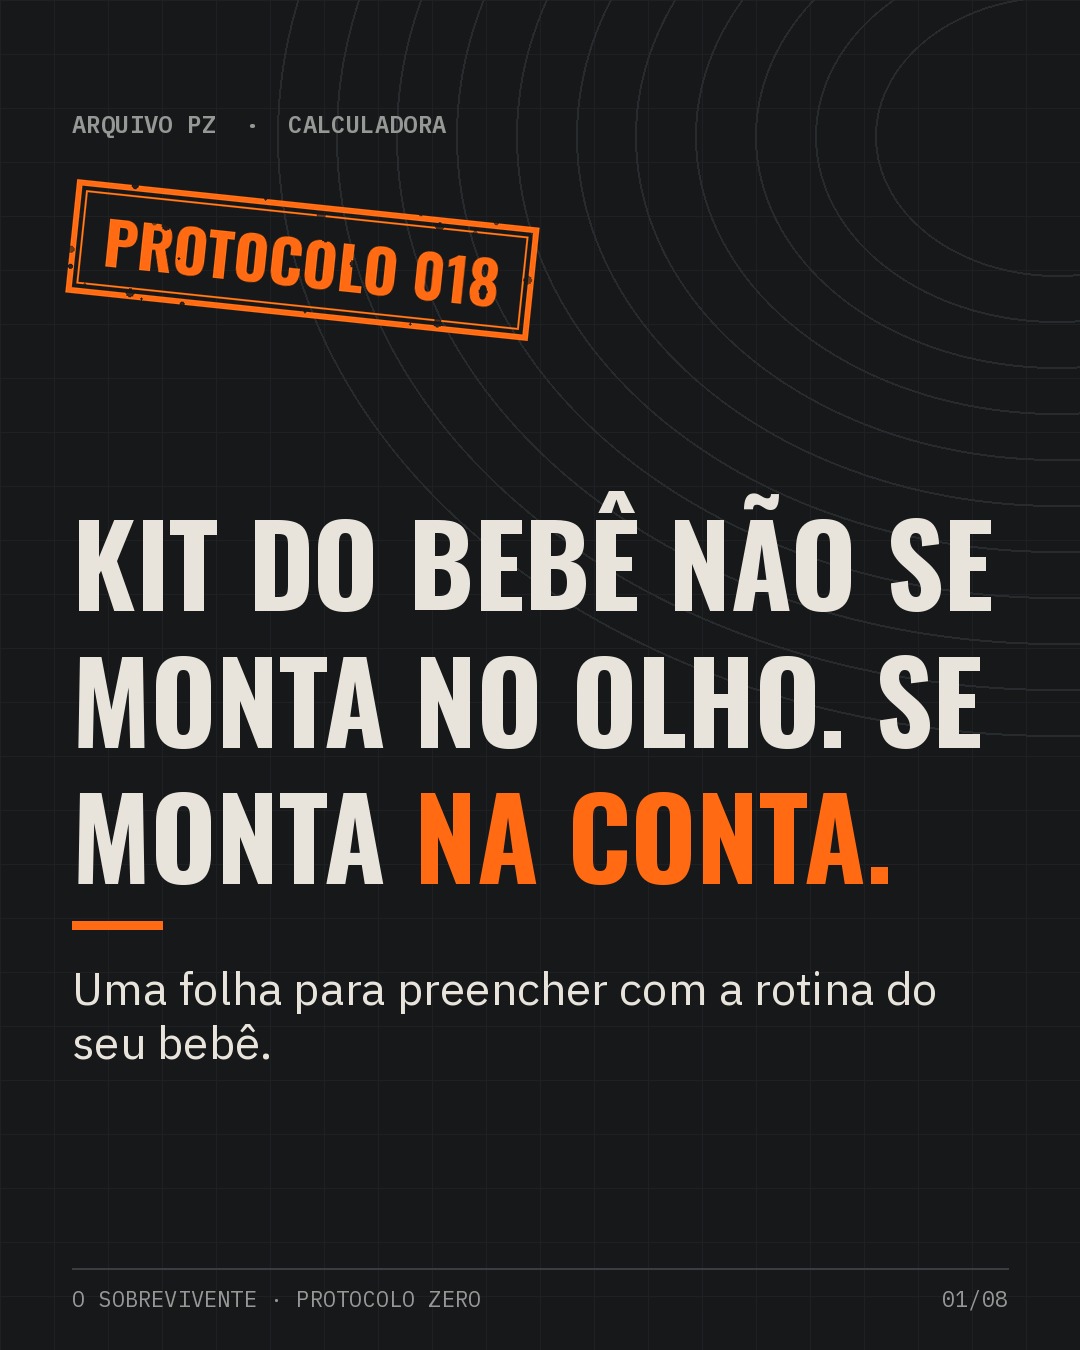 ARQUIVO PZ · CALCULADORA
PROTOCOLO 018
KIT DO BEBÊ NÃO SE
MONTA NO OLHO. SE
MONTA NA CONTA.
Uma folha para preencher com a rotina do
seu bebê.
O SOBREVIVENTE · PROTOCOLO ZERO
01/08